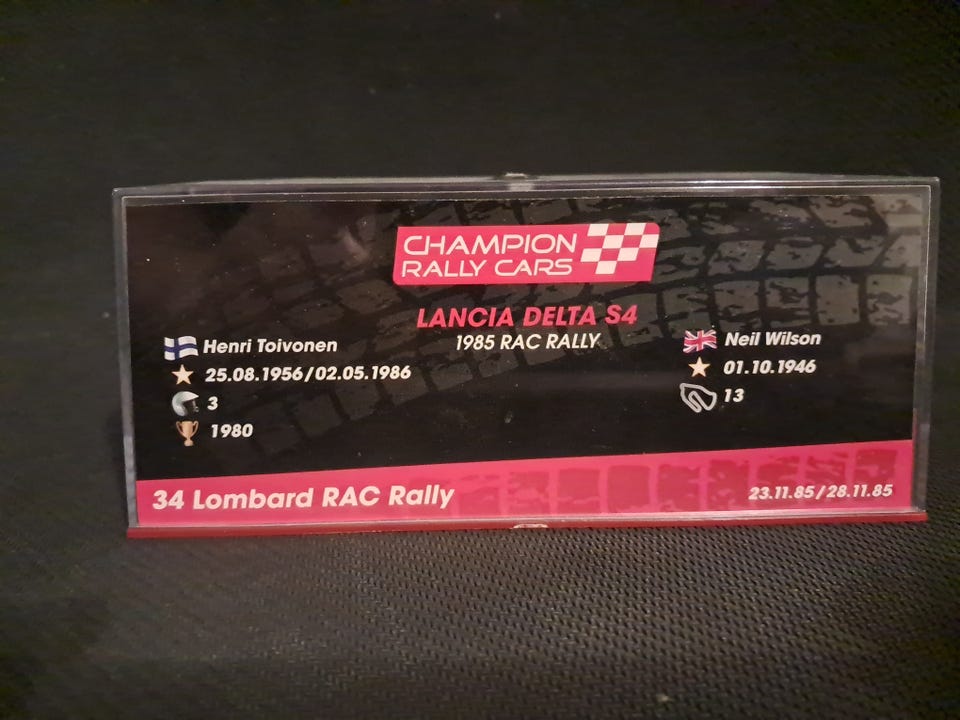 CHAMPION
RALLY CARS
LANCIA DELTA S4
1985 RAC RALLY
Henri Toivonen
25.08.1956/02.05.1986
3
1980
Neil Wilson
01.10.1946
13
34 Lombard RAC Rally
23.11.85/28.11.85